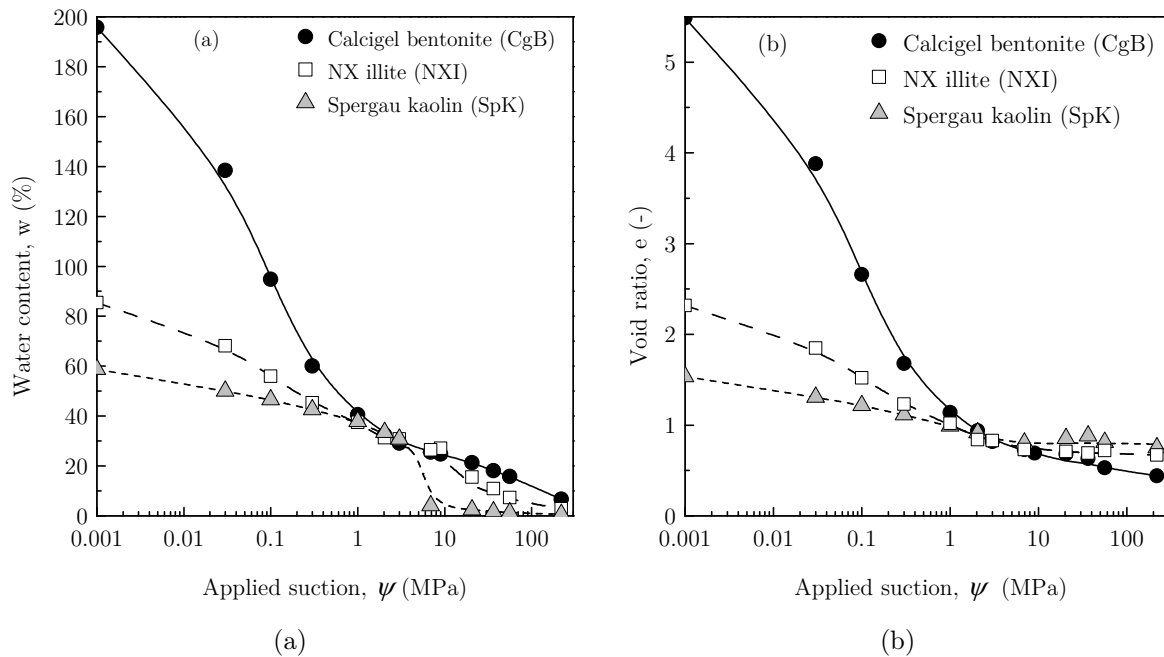 (a)
Calcigel bentonite (CgB)
NX illite (NXI)
Spergau kaolin (SpK)
200
180
160
140
120
100
80
60
40
20
0
Water content, w (%)
0.001
0.01
0.1
1
10
100
Applied suction, ψ (MPa)
(a)
(b)
Calcigel bentonite (CgB)
NX illite (NXI)
Spergau kaolin (SpK)
5
4
3
2
1
0
Void ratio, e (-)
0.001
0.01
0.1
1
10
100
Applied suction, ψ (MPa)
(b)